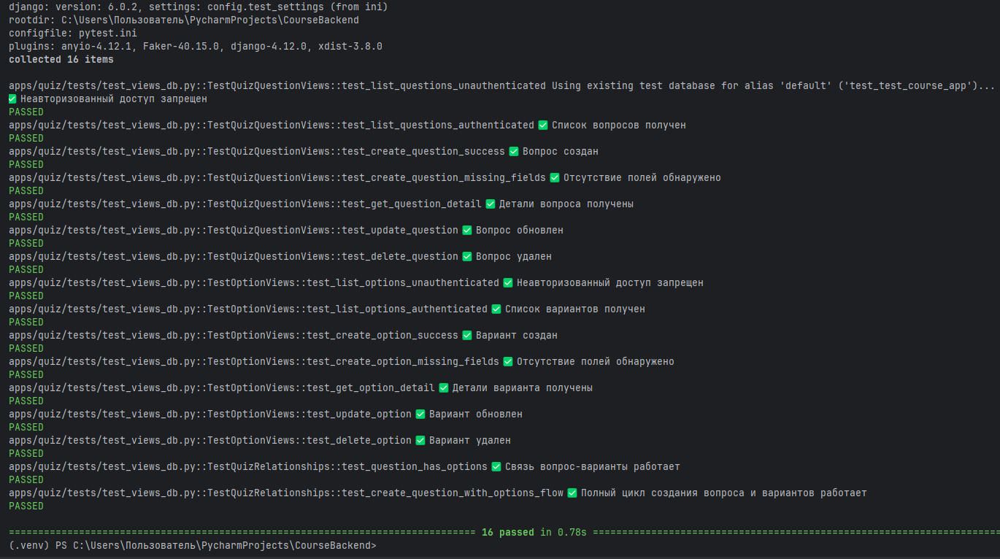 django: version: 6.0.2, settings: config.test_settings (from ini)
rootdir: C:\Users\Пользователь\PycharmProjects\CourseBackend
configfile: pytest.ini
plugins: anyio-4.12.1, Faker-40.15.0, django-4.12.0, xdist-3.8.0
collected 16 items
apps/quiz/tests/test_views_db.py::TestQuizQuestionViews::test_list_questions_unauthenticated Using existing test database for alias 'default' ('test_test_course_app')...
✅ Неавторизованный доступ запрещен
PASSED
apps/quiz/tests/test_views_db.py::TestQuizQuestionViews::test_list_questions_authenticated ✅ Список вопросов получен
PASSED
apps/quiz/tests/test_views_db.py::TestQuizQuestionViews::test_create_question_success ✅ Вопрос создан
PASSED
apps/quiz/tests/test_views_db.py::TestQuizQuestionViews::test_create_question_missing_fields ✅ Отсутствие полей обнаружено
PASSED
apps/quiz/tests/test_views_db.py::TestQuizQuestionViews::test_get_question_detail ✅ Детали вопроса получены
PASSED
apps/quiz/tests/test_views_db.py::TestQuizQuestionViews::test_update_question ✅ Вопрос обновлен
PASSED
apps/quiz/tests/test_views_db.py::TestQuizQuestionViews::test_delete_question ✅ Вопрос удален
PASSED
apps/quiz/tests/test_views_db.py::TestOptionViews::test_list_options_unauthenticated ✅ Неавторизованный доступ запрещен
PASSED
apps/quiz/tests/test_views_db.py::TestOptionViews::test_list_options_authenticated ✅ Список вариантов получен
PASSED
apps/quiz/tests/test_views_db.py::TestOptionViews::test_create_option_success ✅ Вариант создан
PASSED
apps/quiz/tests/test_views_db.py::TestOptionViews::test_create_option_missing_fields ✅ Отсутствие полей обнаружено
PASSED
apps/quiz/tests/test_views_db.py::TestOptionViews::test_get_option_detail ✅ Детали варианта получены
PASSED
apps/quiz/tests/test_views_db.py::TestOptionViews::test_update_option ✅ Вариант обновлен
PASSED
apps/quiz/tests/test_views_db.py::TestOptionViews::test_delete_option ✅ Вариант удален
PASSED
apps/quiz/tests/test_views_db.py::TestQuizRelationships::test_question_has_options ✅ Связь вопрос-варианты работает
PASSED
apps/quiz/tests/test_views_db.py::TestQuizRelationships::test_create_question_with_options_flow ✅ Полный цикл создания вопроса и вариантов работает
PASSED
================================================================================ 16 passed in 0.78s ======================================================================
(.venv) PS C:\Users\Пользователь\PycharmProjects\CourseBackend>